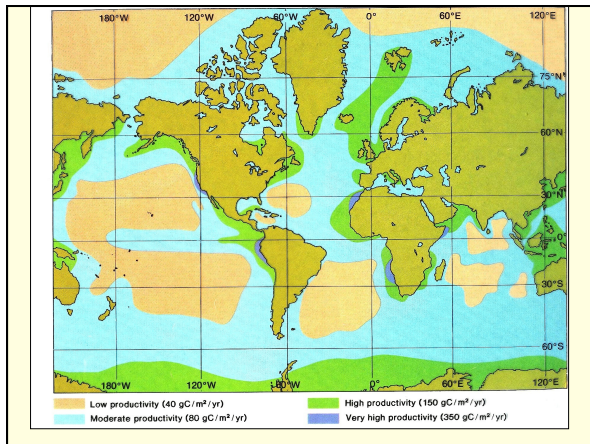 180°W 120°W 60°W 0° 60°E 120°E
75°N
60°N
30°N
0°
30°S
60°S
180°W 120°W 60°W 0° 60°E 120°E
Low productivity (40 gC/m²/yr) High productivity (150 gC/m²/yr)
Moderate productivity (80 gC/m²/yr) Very high productivity (350 gC/m²/yr)